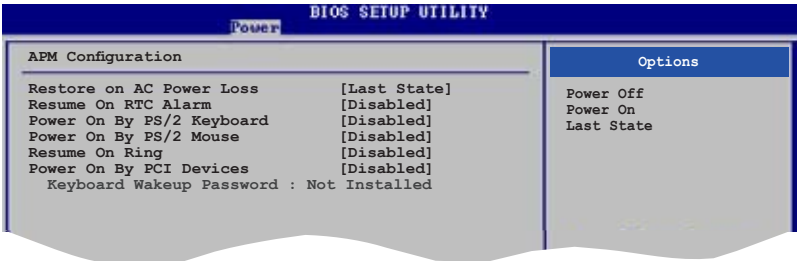 BIOS SETUP UTILITY
Power
APM Configuration
Restore on AC Power Loss [Last State]
Resume On RTC Alarm [Disabled]
Power On By PS/2 Keyboard [Disabled]
Power On By PS/2 Mouse [Disabled]
Resume On Ring [Disabled]
Power On By PCI Devices [Disabled]
Keyboard Wakeup Password : Not Installed
Options
Power Off
Power On
Last State